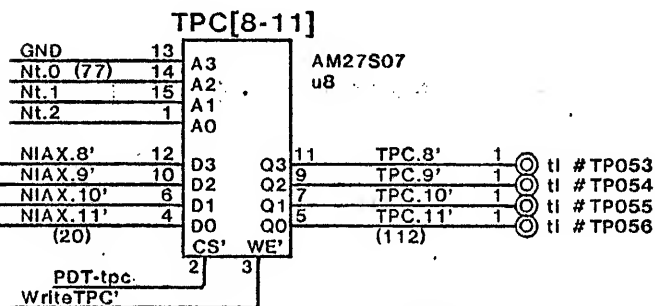 TPC[8-11]
GND 13 A3 AM27S07
Nt.0 (77) 14 A2 u8
Nt.1 15 A1
Nt.2 1 A0
NIAX.8' 12 D3 Q3 11 TPC.8' 1 tl #TP053
NIAX.9' 10 D2 Q2 9 TPC.9' 1 tl #TP054
NIAX.10' 6 D1 Q1 7 TPC.10' 1 tl #TP055
NIAX.11' 4 D0 Q0 5 TPC.11' 1 tl #TP056
(20) CS' WE' (112)
2 3
PDT-tpc
WriteTPC'